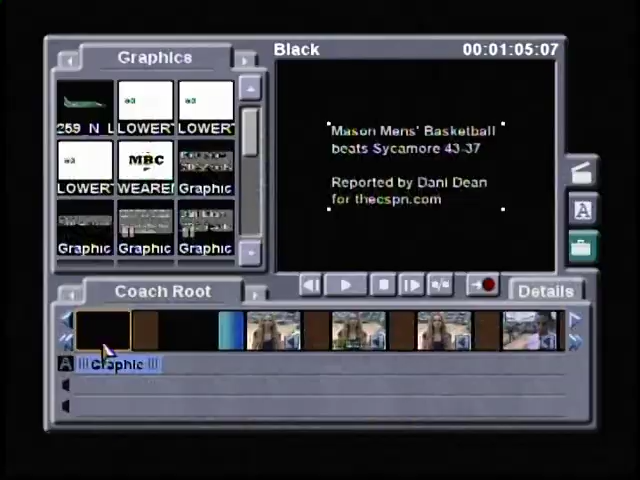 Graphics
Black
00:01:05:07
259 N L
LOWERT
LOWERT
Mason Mens' Basketball
beats Sycamore 43-37
Reported by Dani Dean
for thecspn.com
LOWERT
MBC
WEARE
Graphic
A
Graphic
Graphic
Graphic
Coach Root
a/b
Details
A
Graphic